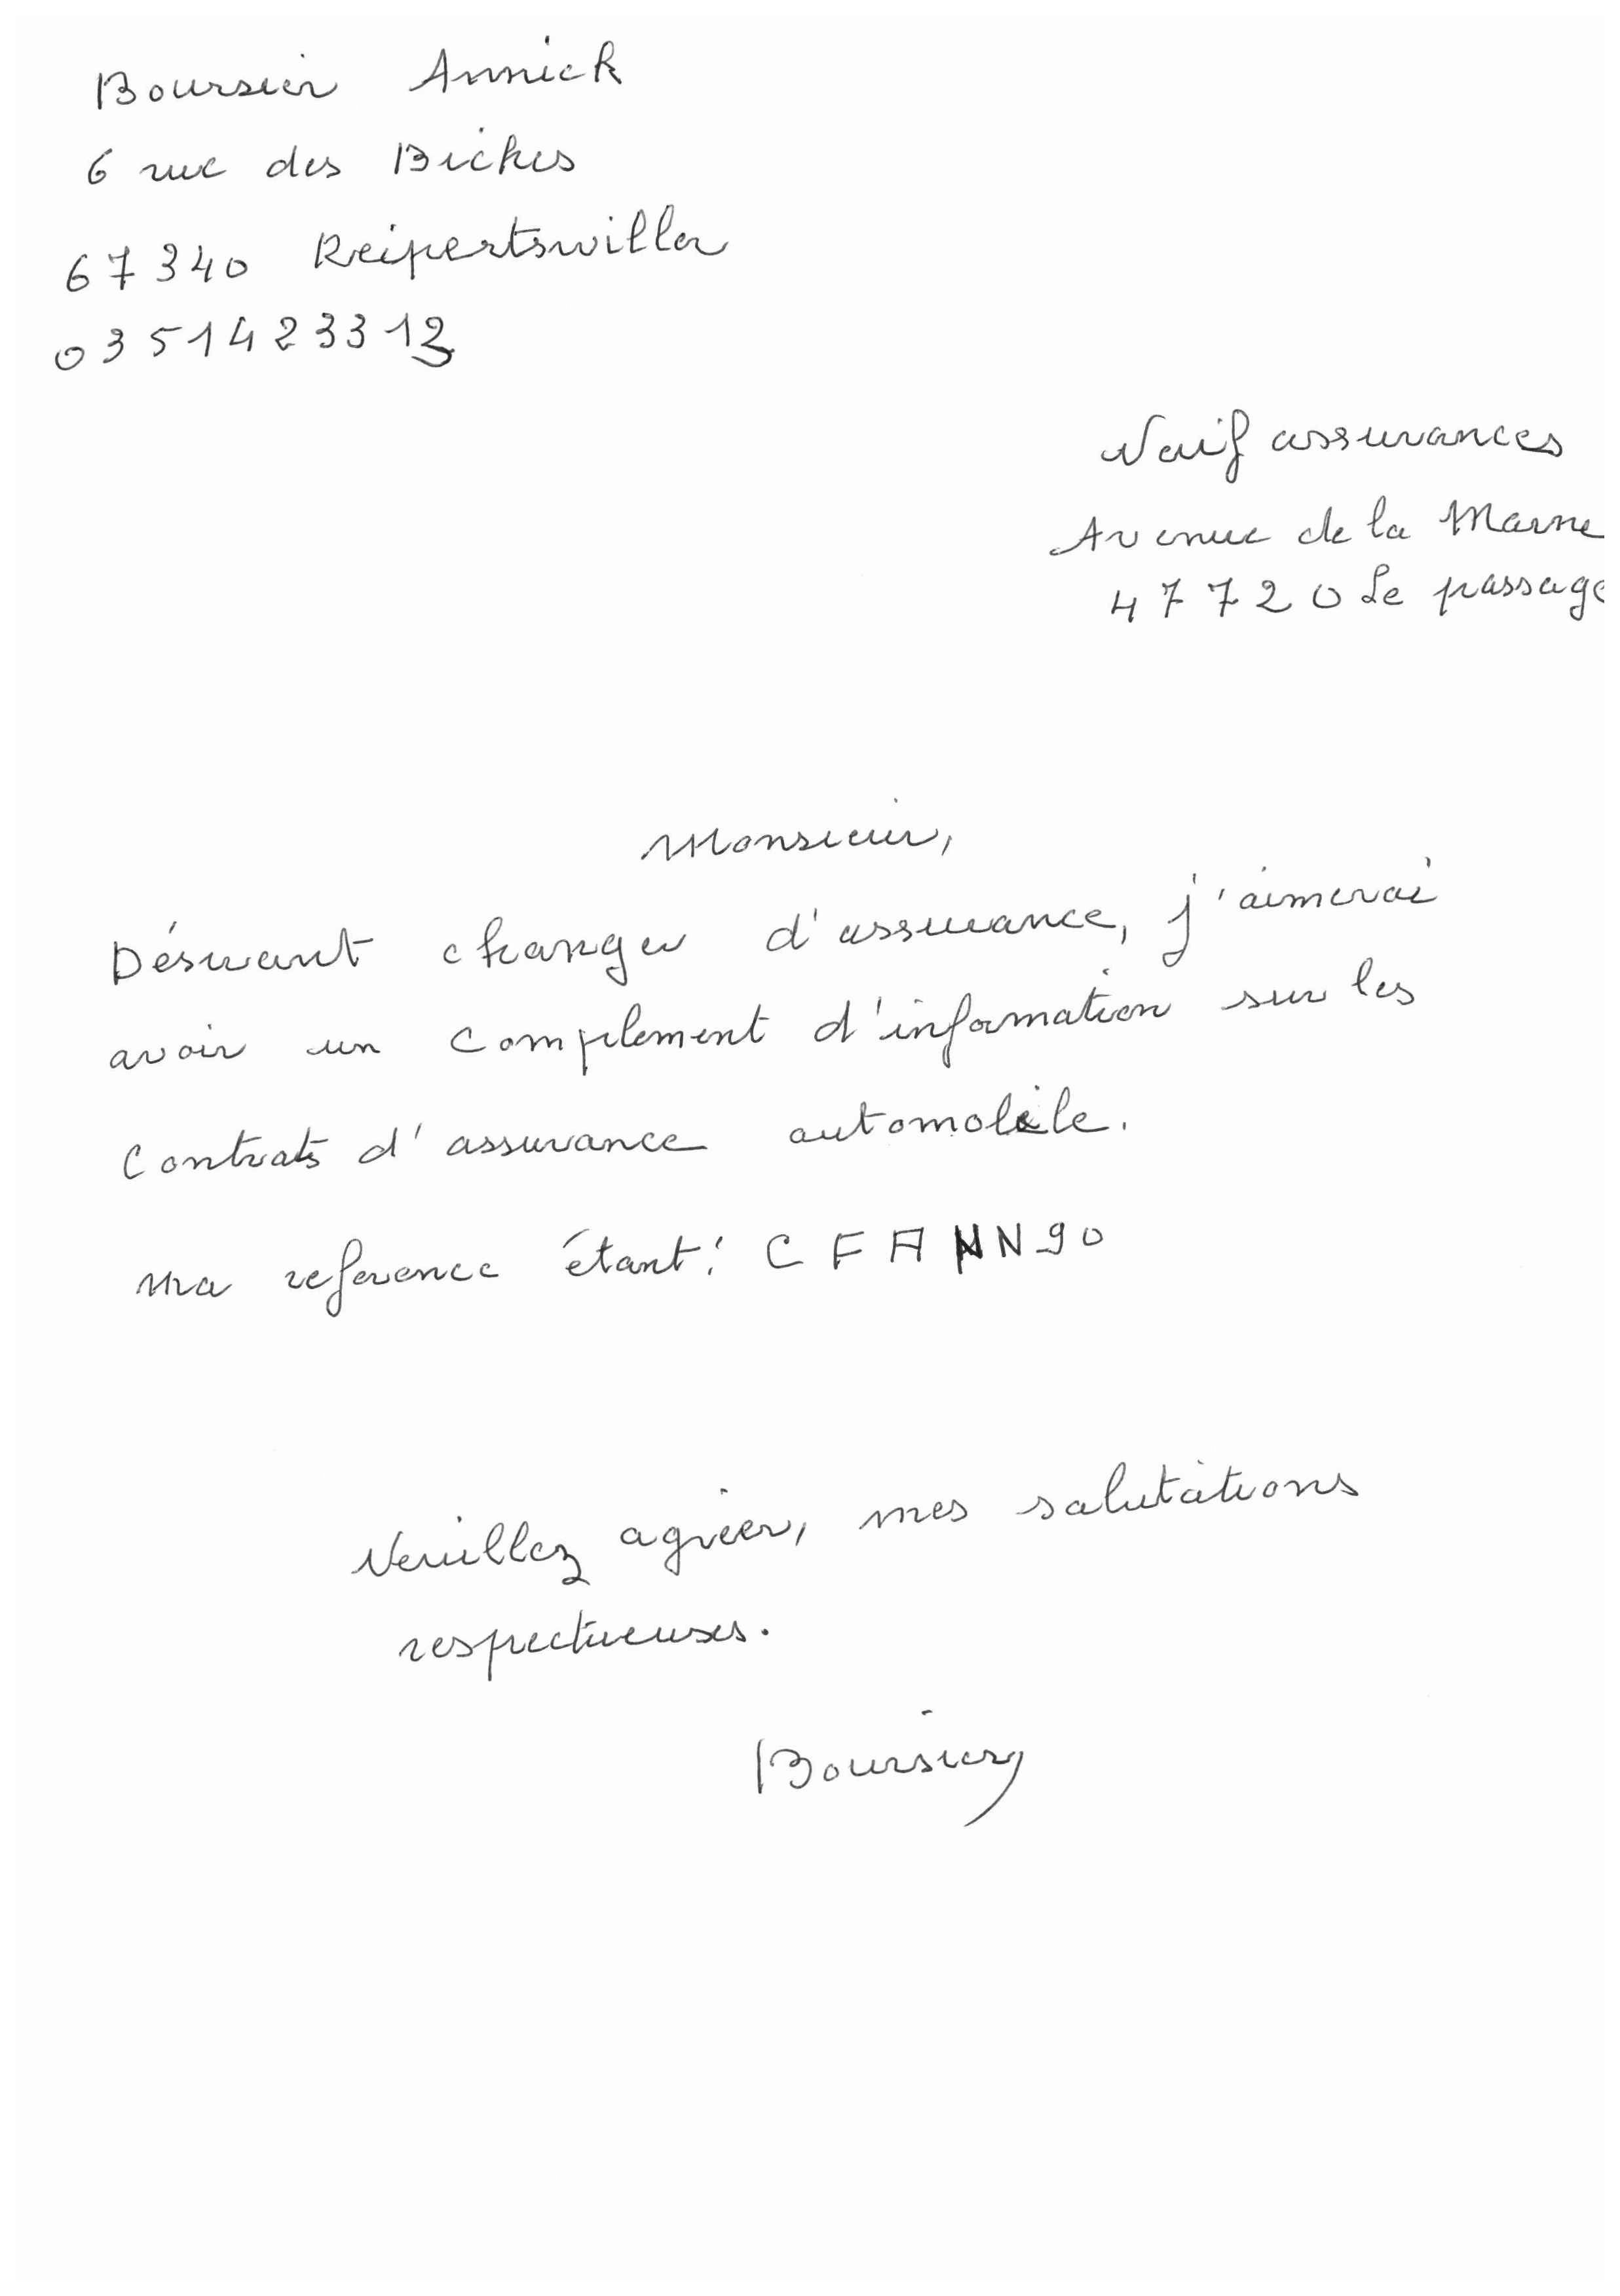 Boursier Annick
6 rue des Biches
67340 Reipertswiller
0351423312
Naif assurances
Avenue de la Marne
47720 Le passage
Monsieur,
Désirant changer d'assurance, j'aimerai
avoir un complement d'information sur les
contrats d'assurance automobile.
Ma reference étant : CFANN90
Veuillez agréer, mes salutations
respectueuses.
Boursier